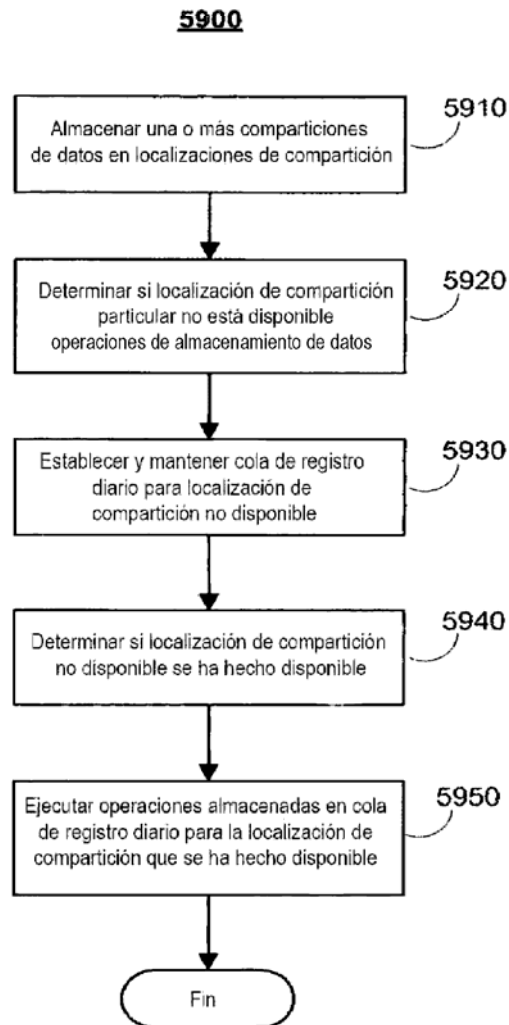 5900
Almacenar una o más comparticiones
de datos en localizaciones de compartición
5910
Determinar si localización de compartición
particular no está disponible
operaciones de almacenamiento de datos
5920
Establecer y mantener cola de registro
diario para localización de
compartición no disponible
5930
Determinar si localización de compartición
no disponible se ha hecho disponible
5940
Ejecutar operaciones almacenadas en cola
de registro diario para la localización de
compartición que se ha hecho disponible
5950
Fin